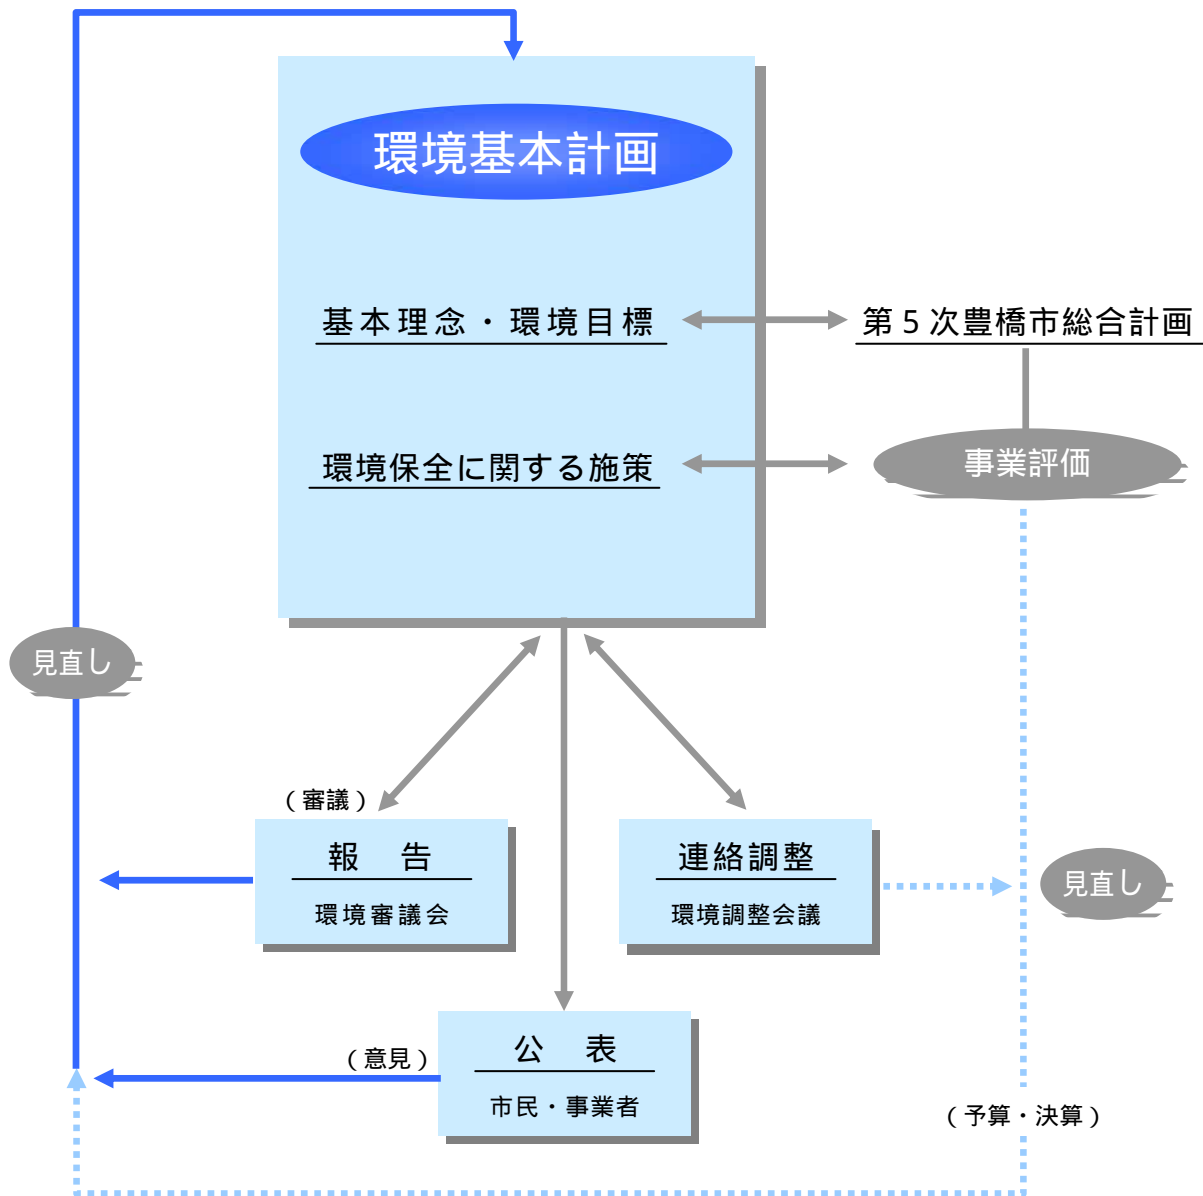 環境基本計画
基本理念・環境目標
第５次豊橋市総合計画
環境保全に関する施策
事業評価
見直し
（審議）
報　告
環境審議会
連絡調整
環境調整会議
見直し
（意見）
公　表
市民・事業者
（予算・決算）